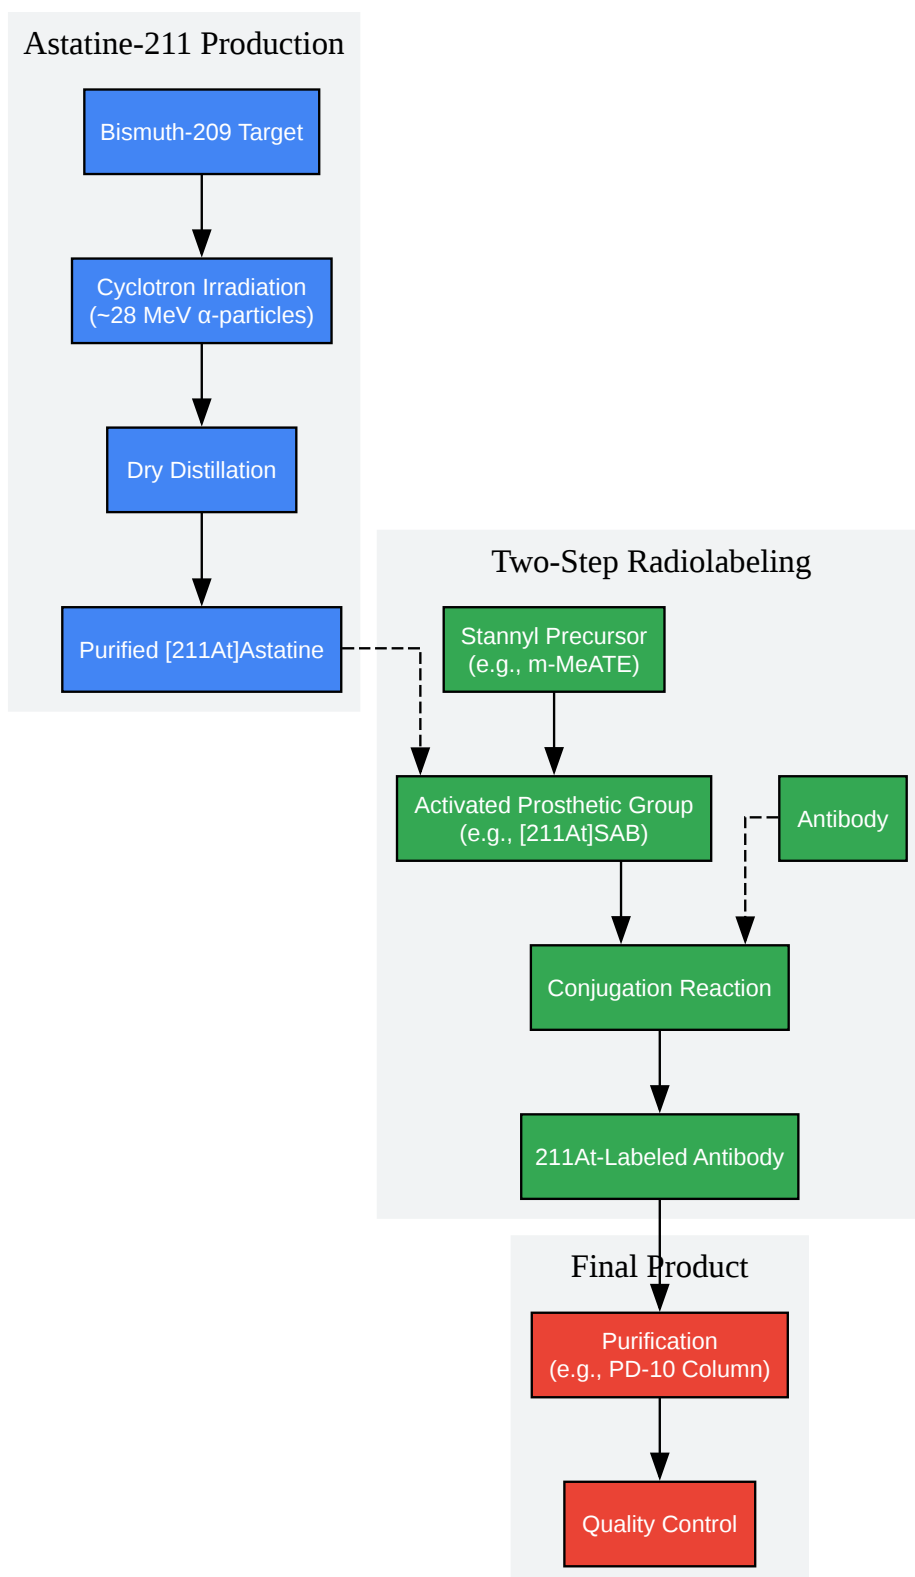 Astatine-211 Production
Bismuth-209 Target
Cyclotron Irradiation
(~28 MeV α-particles)
Dry Distillation
Purified [211At]Astatine
Two-Step Radiolabeling
Stannyl Precursor
(e.g., m-MeATE)
Activated Prosthetic Group
(e.g., [211At]SAB)
Antibody
Conjugation Reaction
211At-Labeled Antibody
Final Product
Purification
(e.g., PD-10 Column)
Quality Control